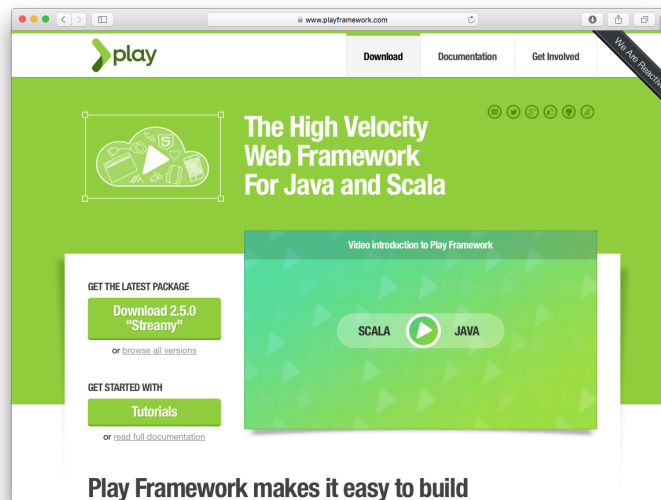 www.playframework.com
play
Download
Documentation
Get Involved
We Are Reactive
The High Velocity
Web Framework
For Java and Scala
Video introduction to Play Framework
GET THE LATEST PACKAGE
Download 2.5.0
"Streamy"
or browse all versions
SCALA
JAVA
GET STARTED WITH
Tutorials
or read full documentation
Play Framework makes it easy to build